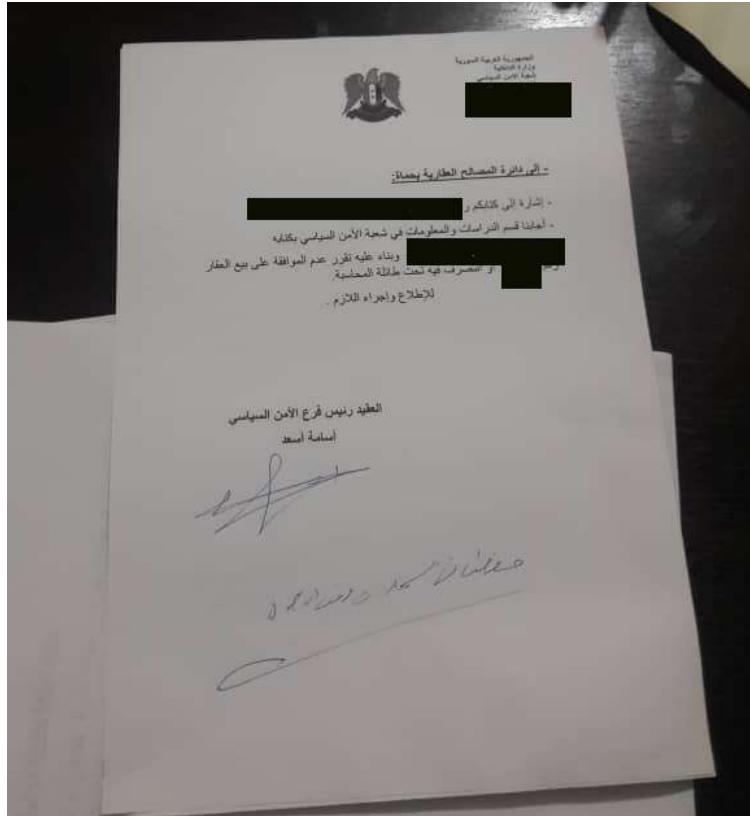 الجمهورية العربية السورية
وزارة الداخلية
شعبة الأمن السياسي
- إلى دائرة المصالح العقارية بحماة:
- إشارة إلى كتابكم ر
- أجابنا قسم الدراسات والمعلومات في شعبة الأمن السياسي بكتابه
وبناء عليه تقرر عدم الموافقة على بيع العقار
او التصرف فيه تحت طائلة المحاسبة.
للإطلاع وإجراء اللازم .
العقيد رئيس فرع الأمن السياسي
أسامة أسعد